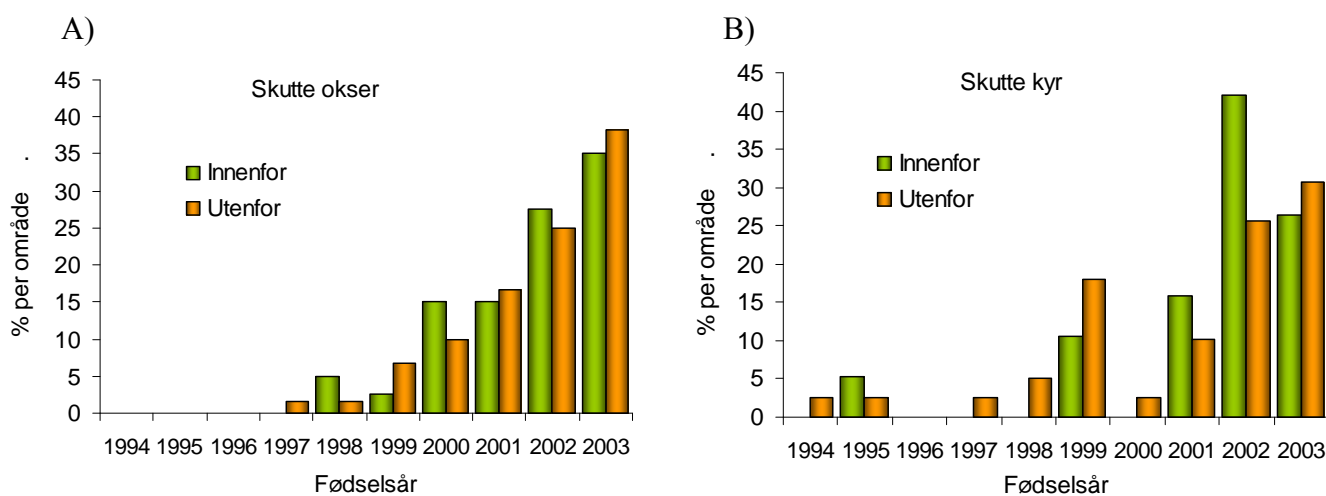 A)
Skutte okser
Innenfor
Utenfor
% per område .
45
40
35
30
25
20
15
10
5
0
1994 1995 1996 1997 1998 1999 2000 2001 2002 2003
Fødselsår
B)
Skutte kyr
Innenfor
Utenfor
% per område .
45
40
35
30
25
20
15
10
5
0
1994 1995 1996 1997 1998 1999 2000 2001 2002 2003
Fødselsår